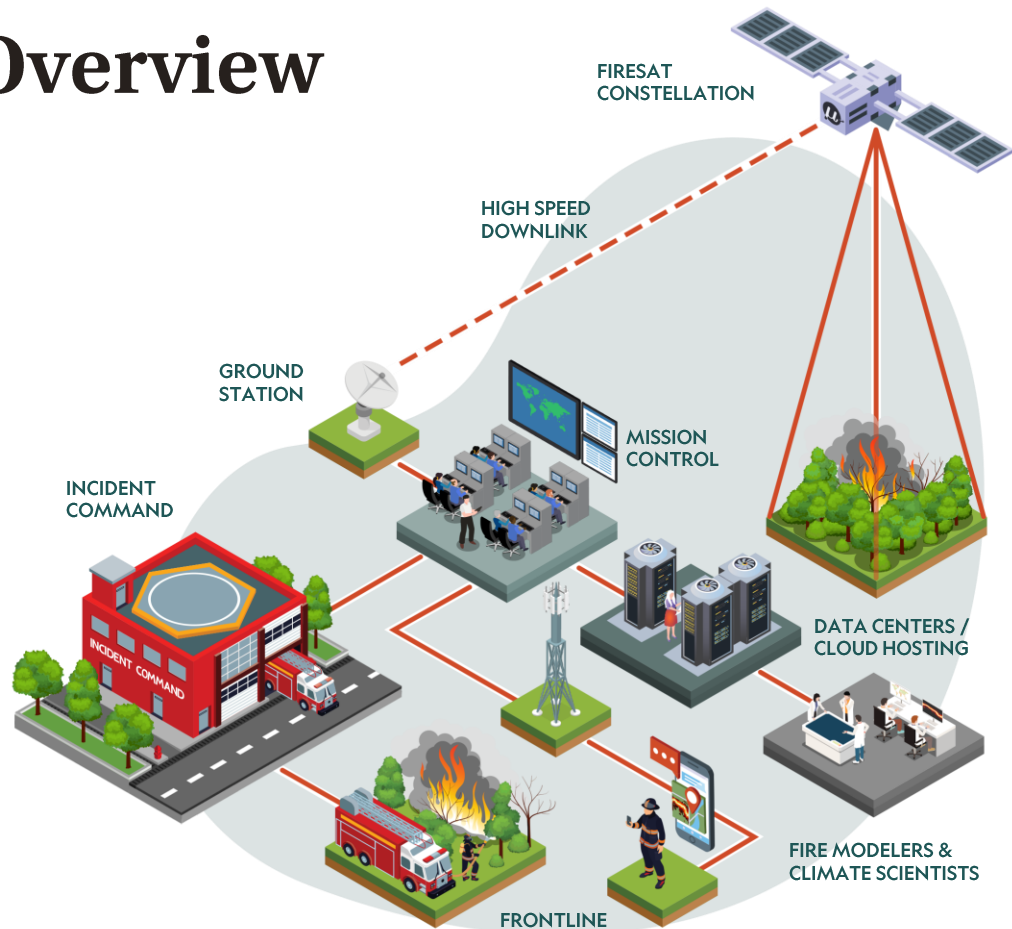 Overview
FIRESAT
CONSTELLATION
HIGH SPEED
DOWNLINK
GROUND
STATION
MISSION
CONTROL
INCIDENT
COMMAND
INCIDENT COMMAND
DATA CENTERS /
CLOUD HOSTING
FIRE MODELERS &
CLIMATE SCIENTISTS
FRONTLINE